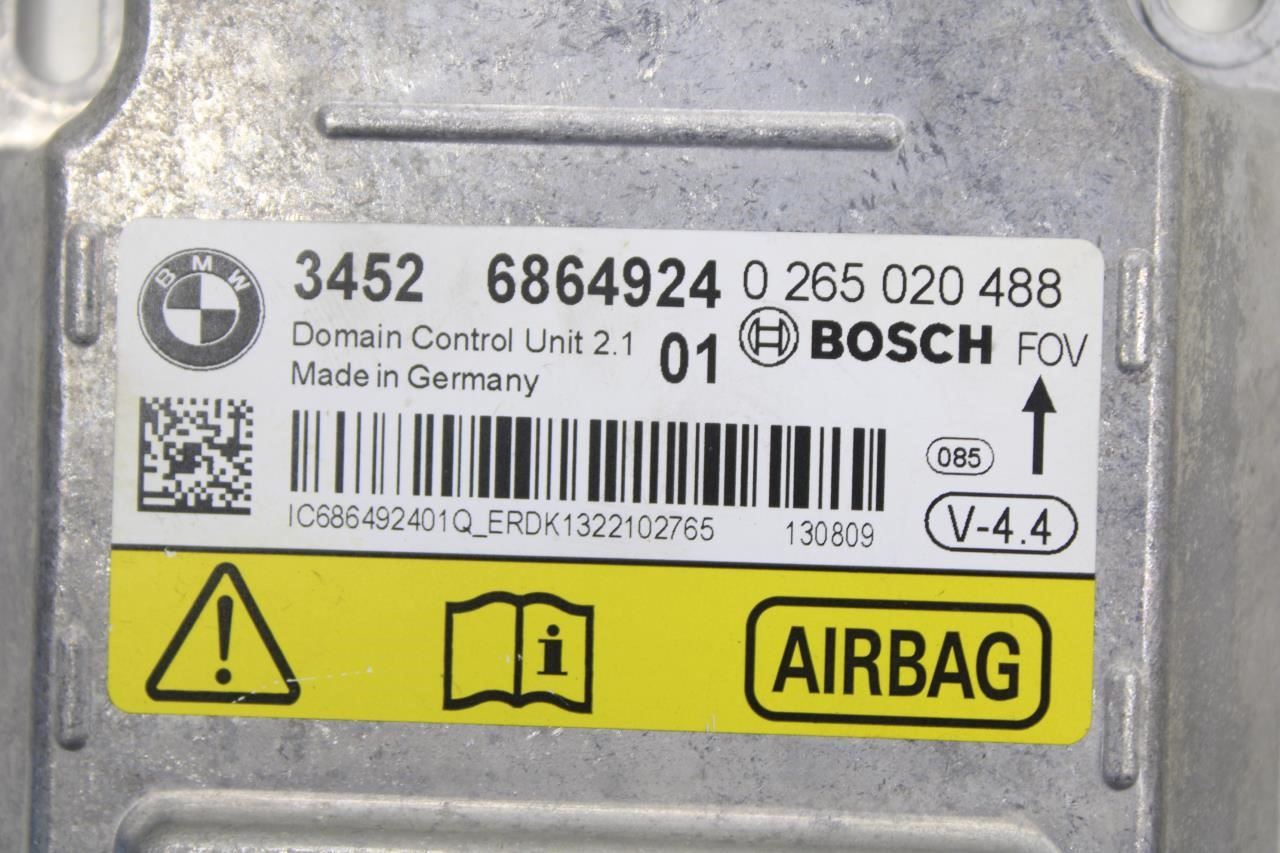 BMW
3452 6864924 0 265 020 488
Domain Control Unit 2.1 01 BOSCH FOV
Made in Germany
085
IC686492401Q_ERDK1322102765 130809 V-4.4
AIRBAG